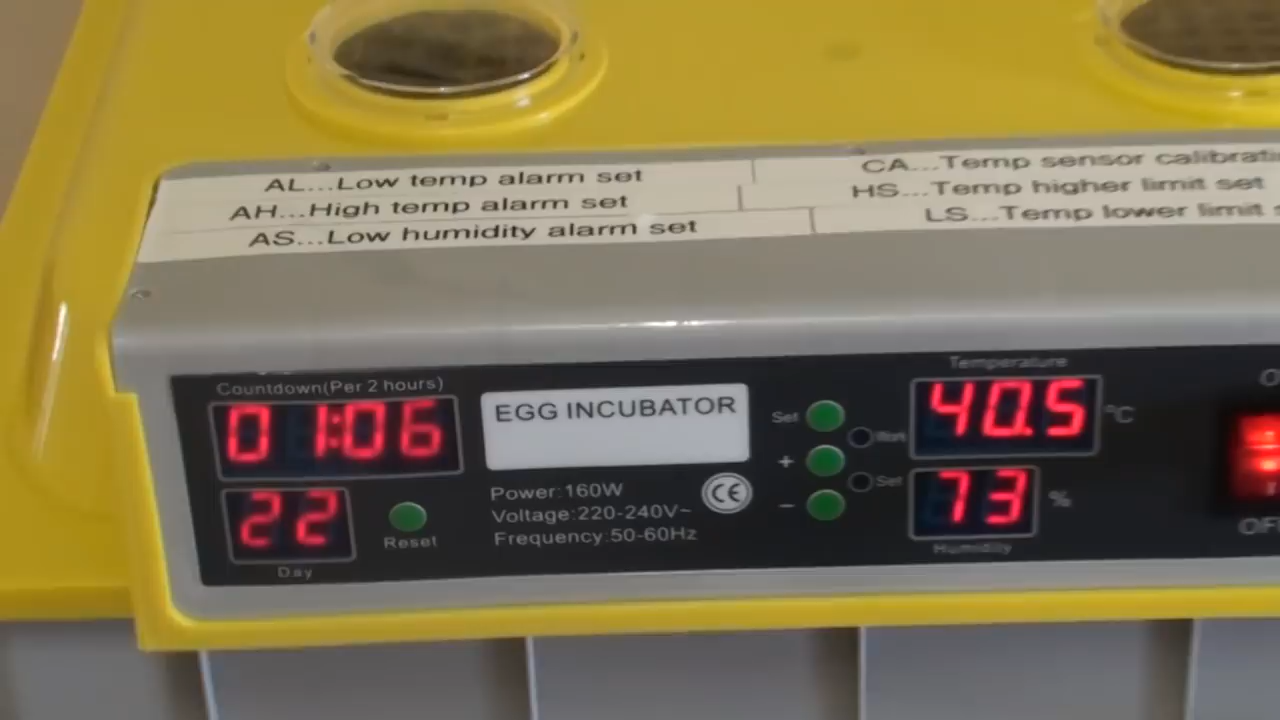 AL...Low temp alarm set
AH...High temp alarm set
AS...Low humidity alarm set
CA...Temp sensor
HS...Temp higher limit set
LS...Temp lower limit
Countdown(Per 2 hours)
01:06
22
Day
Reset
EGG INCUBATOR
Power:160W
Voltage:220-240V~
Frequency:50-60Hz
CE
Set
+
Work
Set
−
Temperature
40.5 °C
73 %
Humidity